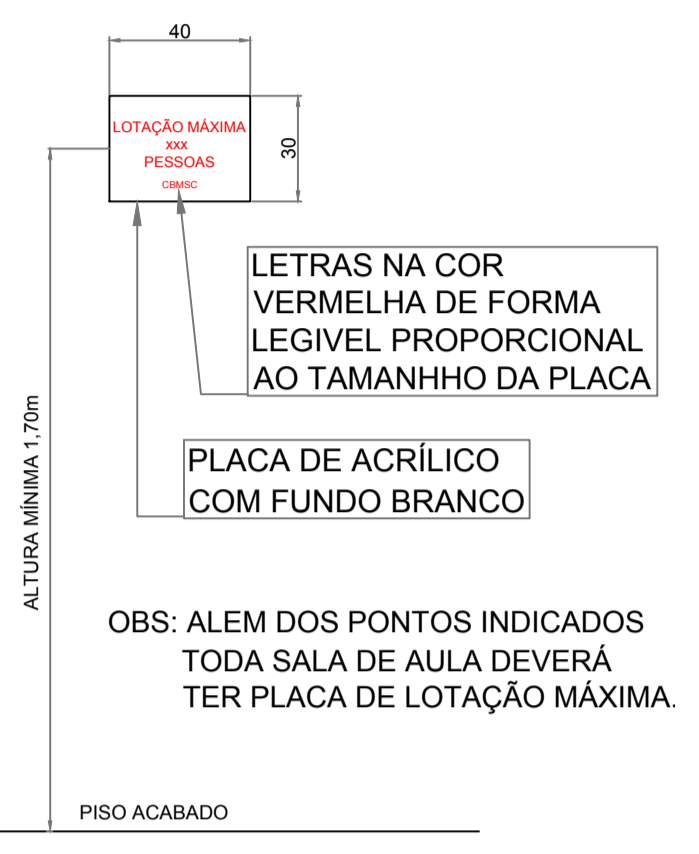 40
LOTAÇÃO MÁXIMA
xxx
PESSOAS
CBMSC
30
LETRAS NA COR
VERMELHA DE FORMA
LEGIVEL PROPORCIONAL
AO TAMANHHO DA PLACA
PLACA DE ACRÍLICO
COM FUNDO BRANCO
ALTURA MÍNIMA 1,70m
OBS: ALEM DOS PONTOS INDICADOS
TODA SALA DE AULA DEVERÁ
TER PLACA DE LOTAÇÃO MÁXIMA.
PISO ACABADO